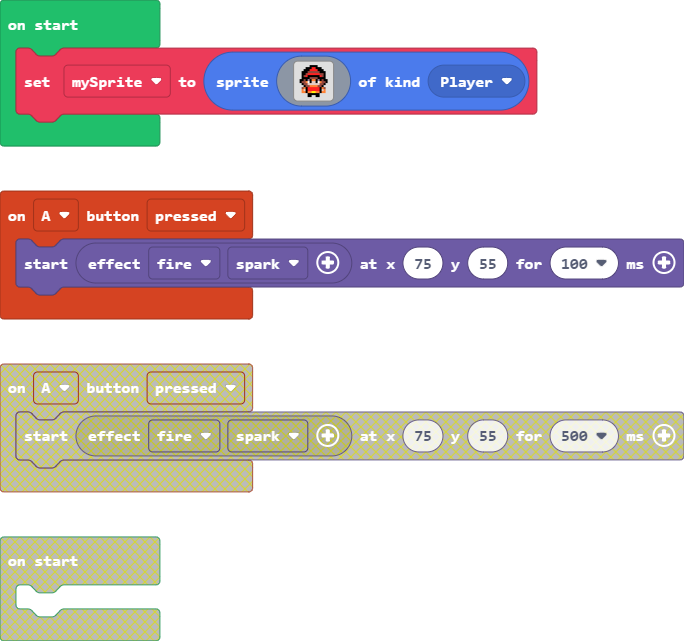 on start
set mySprite to sprite of kind Player
on A button pressed
start effect fire spark at x 75 y 55 for 100 ms
on A button pressed
start effect fire spark at x 75 y 55 for 500 ms
on start